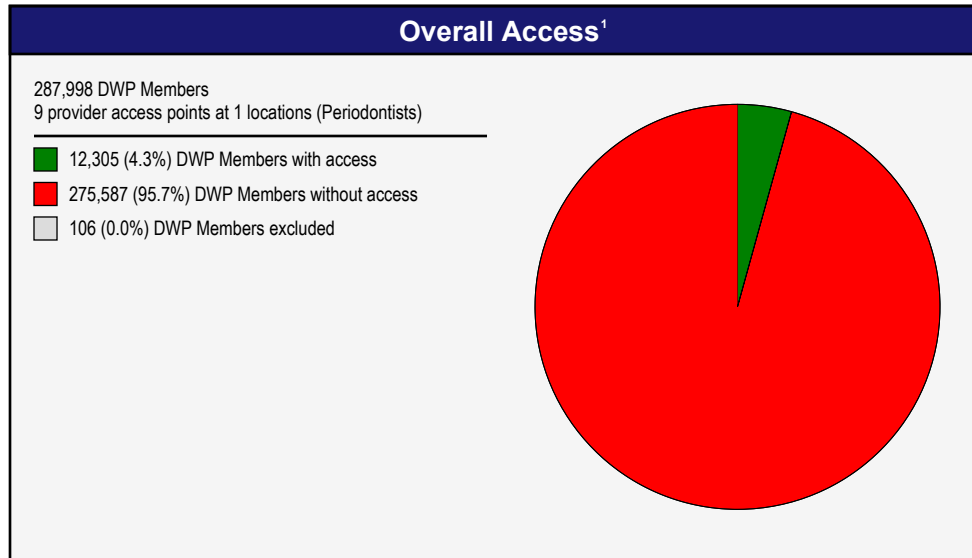 Overall Access¹
287,998 DWP Members
9 provider access points at 1 locations (Periodontists)
12,305 (4.3%) DWP Members with access
275,587 (95.7%) DWP Members without access
106 (0.0%) DWP Members excluded